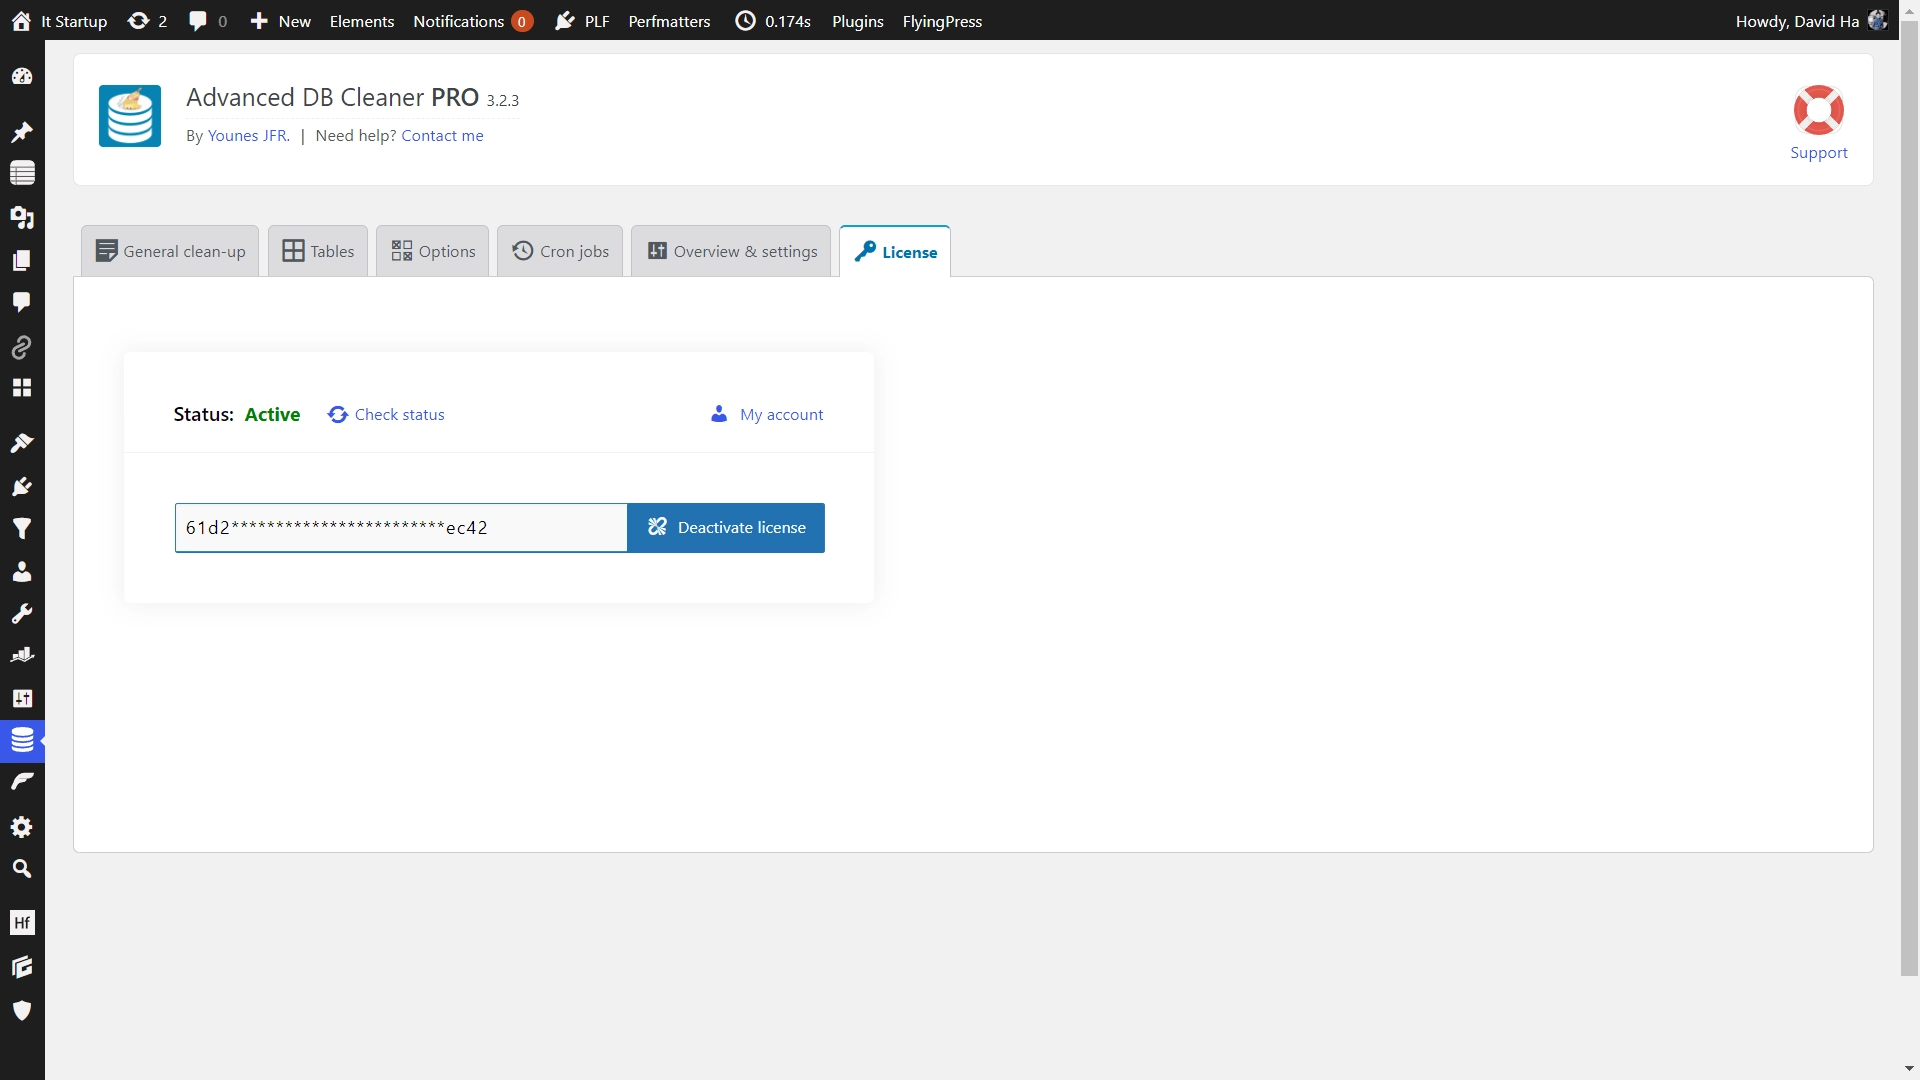 It Startup 2 0 New Elements Notifications 0 PLF Perfmatters 0.174s Plugins FlyingPress Howdy, David Ha
Advanced DB Cleaner PRO 3.2.3
By Younes JFR. | Need help? Contact me
Support
General clean-up Tables Options Cron jobs Overview & settings License
Status: Active Check status My account
61d2************************ec42 Deactivate license
Hf